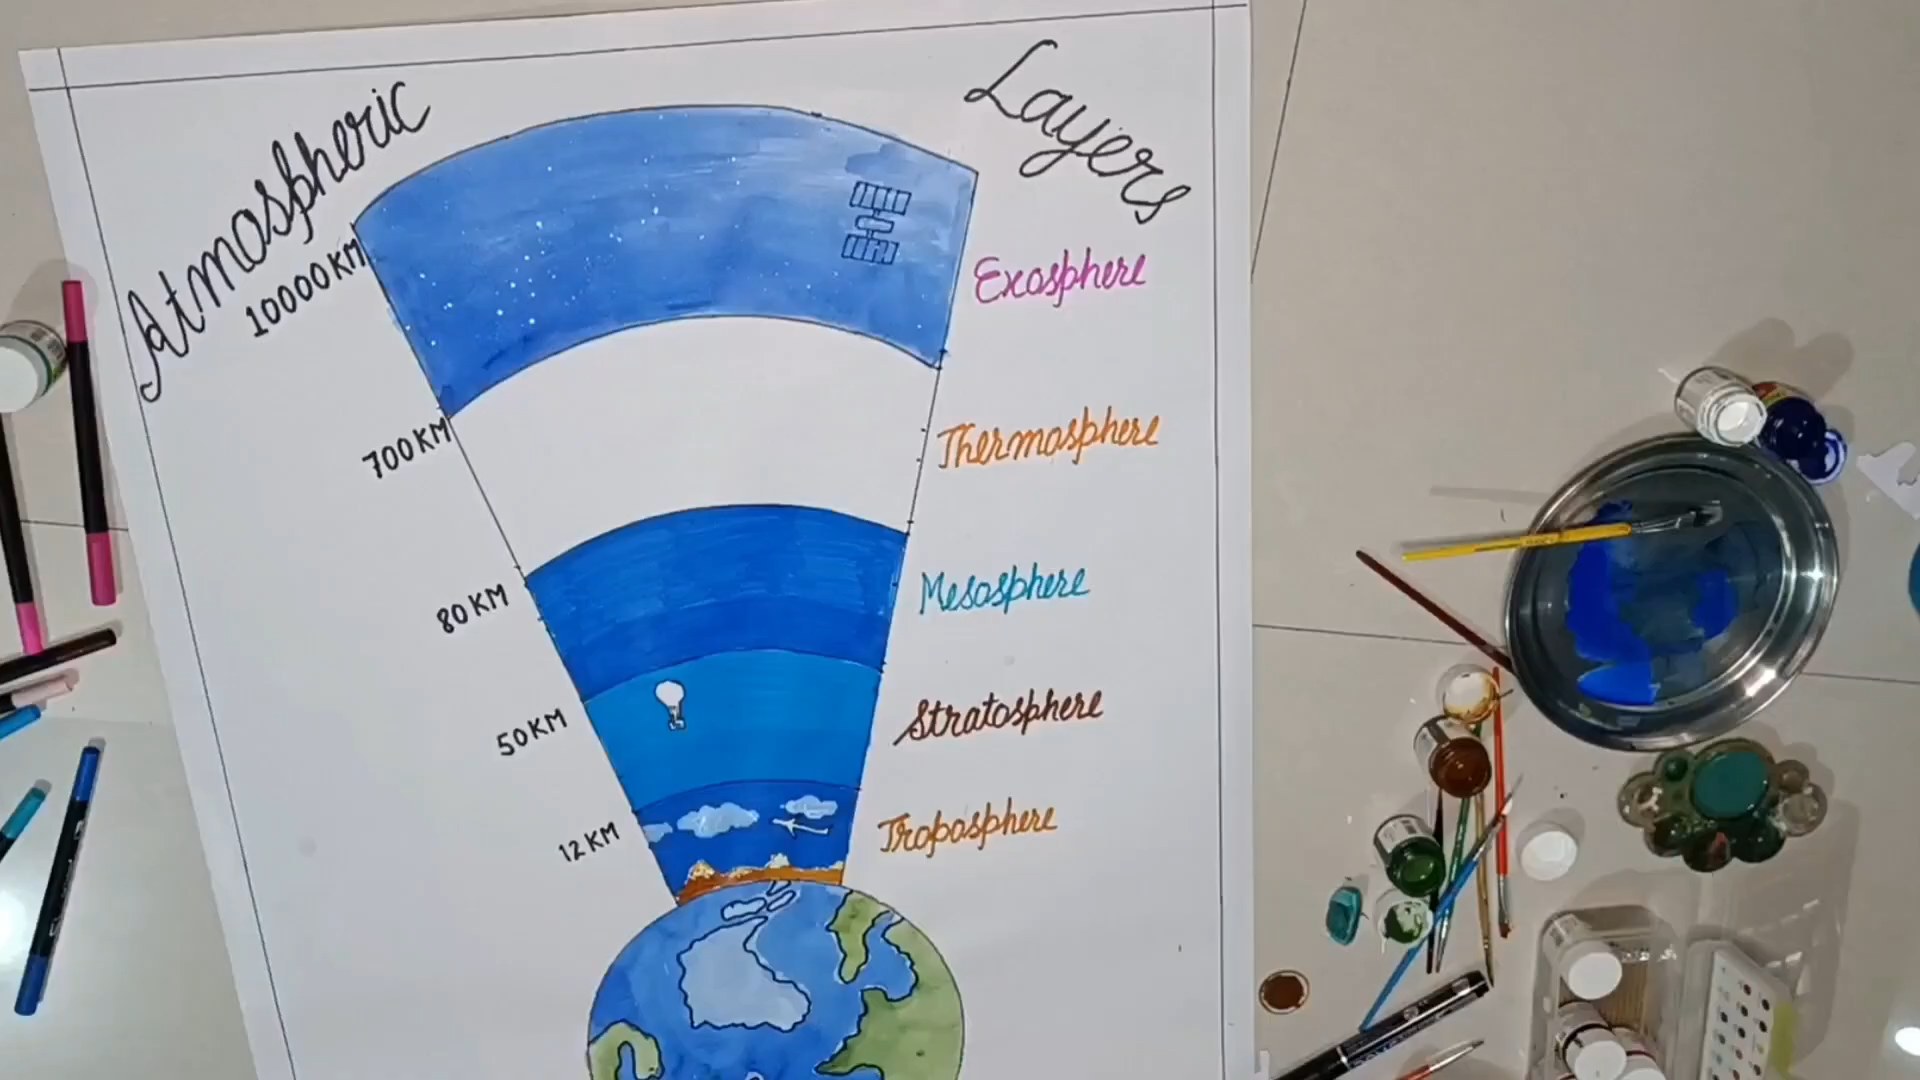 Atmospheric
Layers
10000KM
Exosphere
700KM
Thermosphere
80KM
Mesosphere
50KM
Stratosphere
12KM
Troposphere